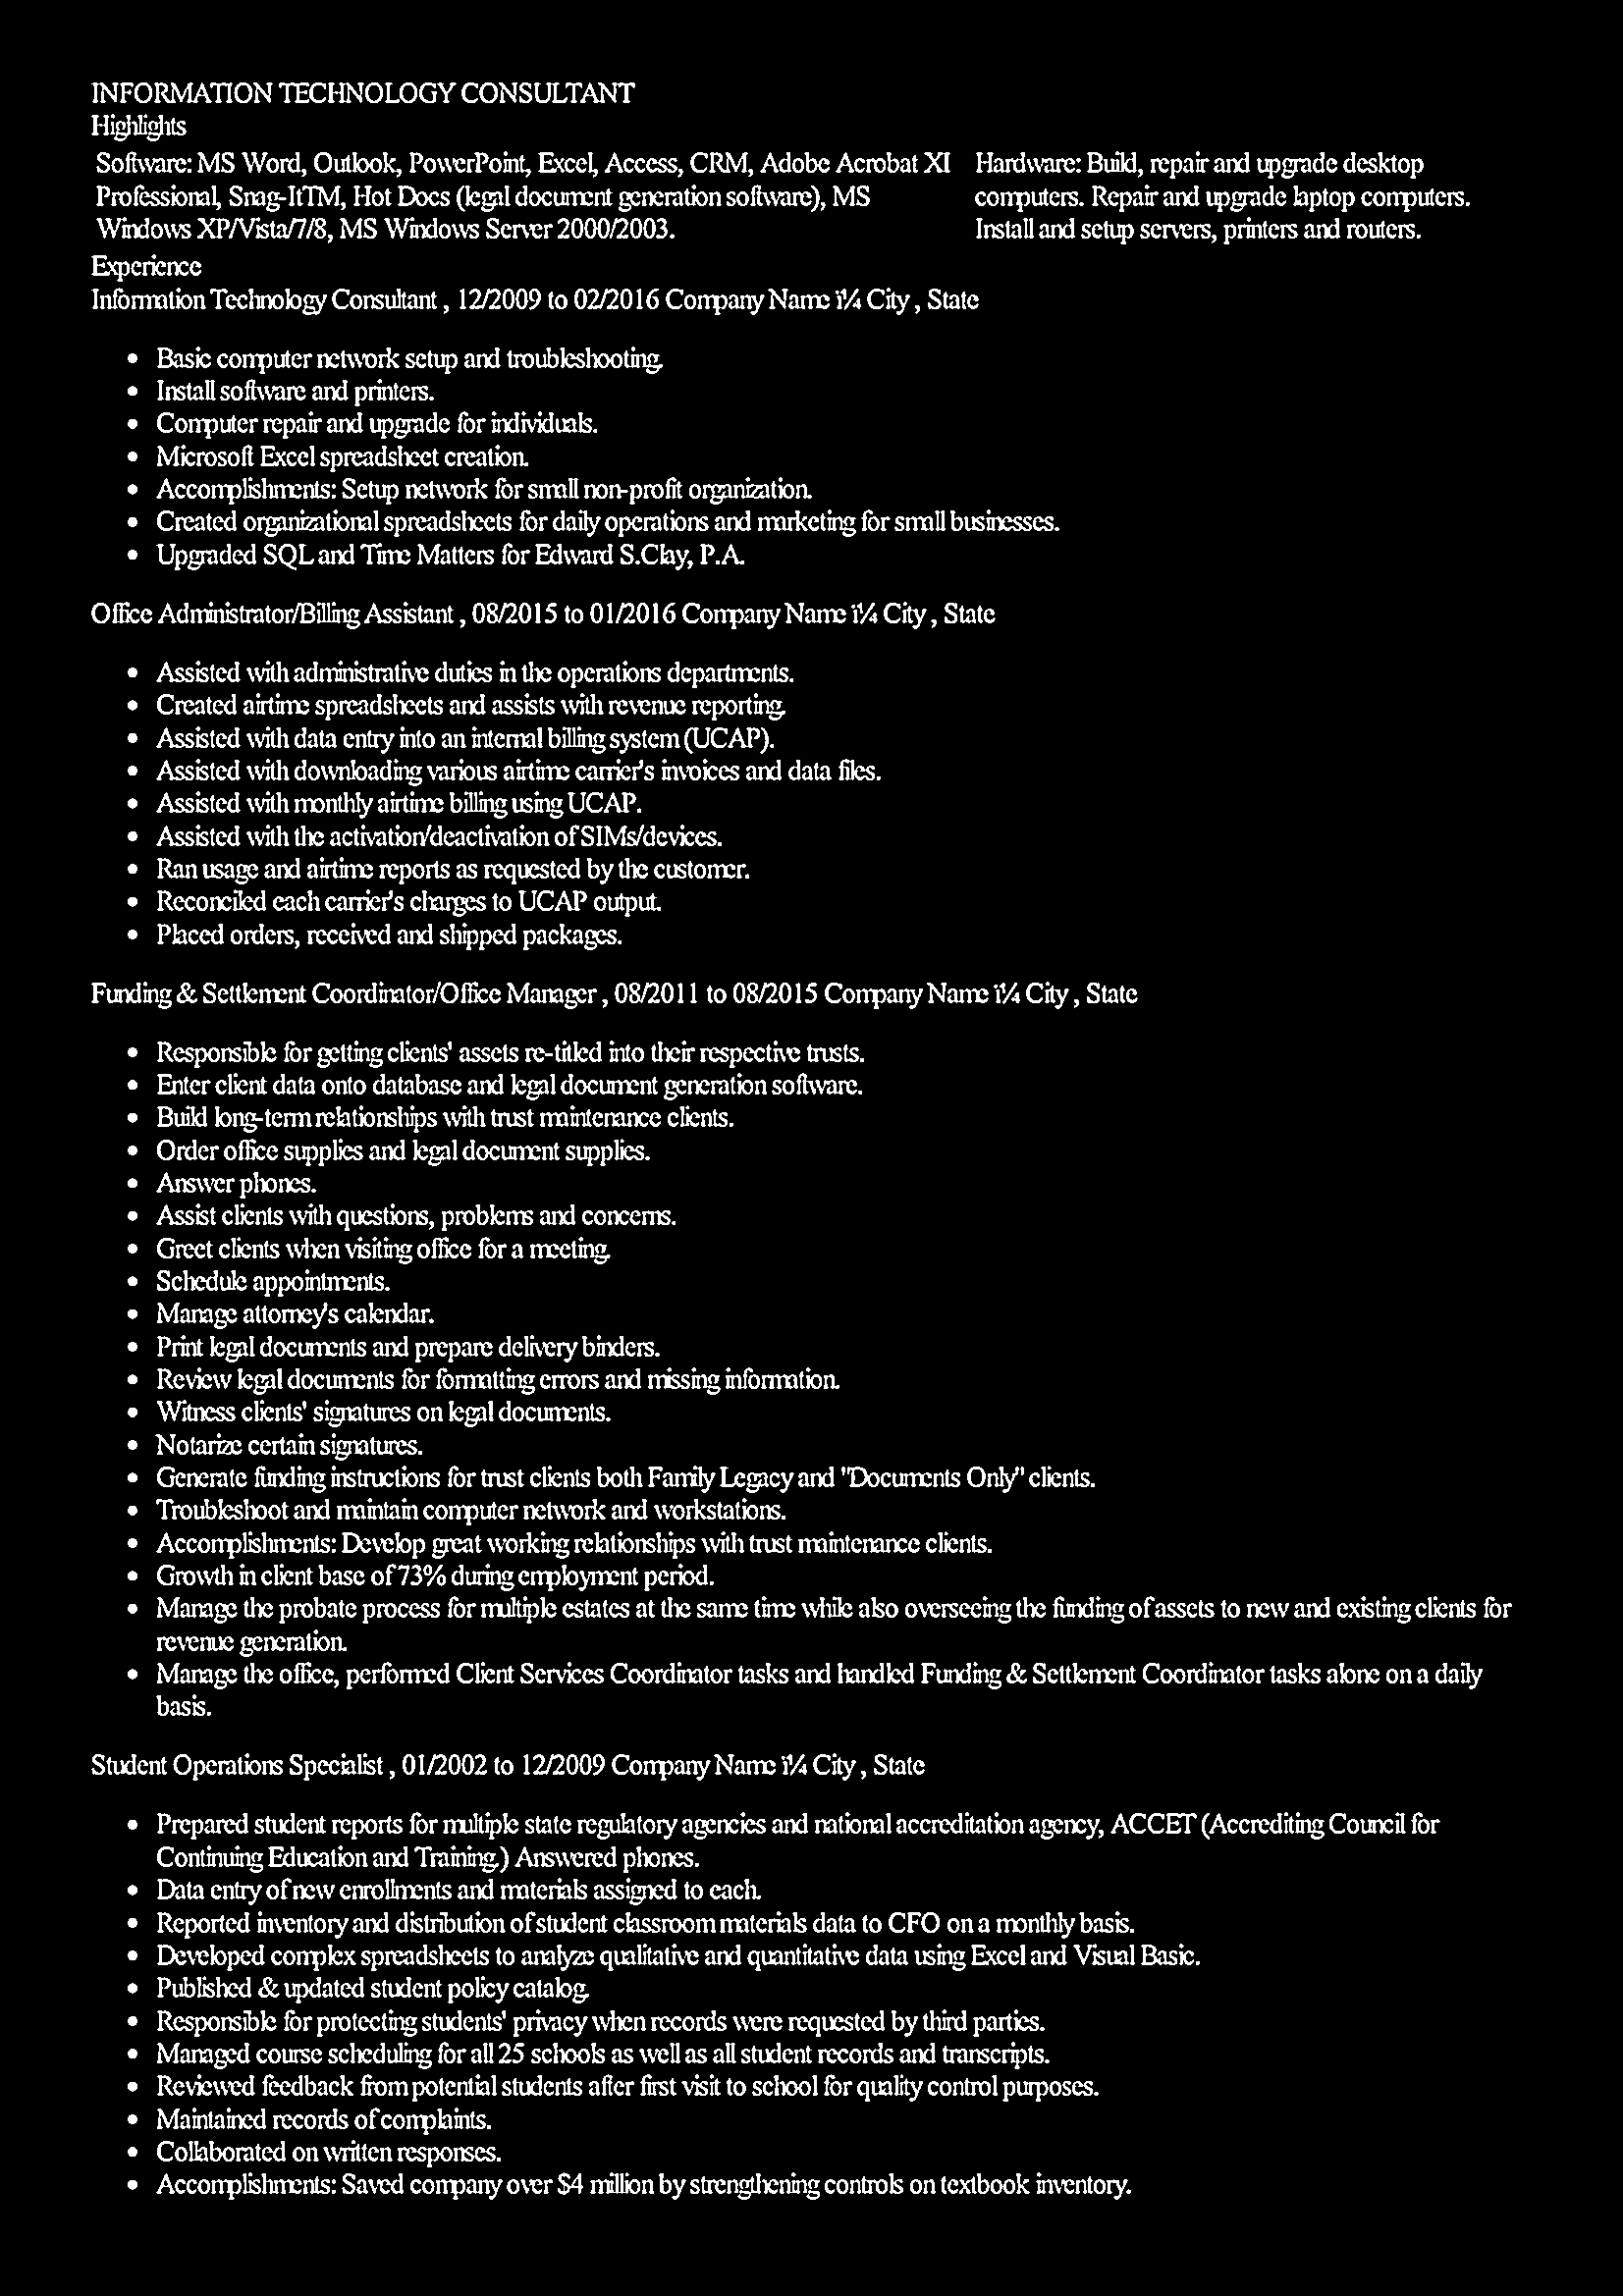 INFORMATION TECHNOLOGY CONSULTANT
Highlights
Software: MS Word, Outlook, PowerPoint, Excel, Access, CRM, Adobe Acrobat XI
Professional, Snag-ItTM, Hot Docs (legal document generation software), MS
Windows XP/Vista/7/8, MS Windows Server 2000/2003.
Hardware: Build, repair and upgrade desktop
computers. Repair and upgrade laptop computers.
Install and setup servers, printers and routers.
Experience
Information Technology Consultant , 12/2009 to 02/2016 Company Name ï¼ City , State
• Basic computer network setup and troubleshooting.
• Install software and printers.
• Computer repair and upgrade for individuals.
• Microsoft Excel spreadsheet creation.
• Accomplishments: Setup network for small non-profit organization.
• Created organizational spreadsheets for daily operations and marketing for small businesses.
• Upgraded SQL and Time Matters for Edward S.Clay, P.A.
Office Administrator/Billing Assistant , 08/2015 to 01/2016 Company Name ï¼ City , State
• Assisted with administrative duties in the operations departments.
• Created airtime spreadsheets and assists with revenue reporting.
• Assisted with data entry into an internal billing system (UCAP).
• Assisted with downloading various airtime carrier's invoices and data files.
• Assisted with monthly airtime billing using UCAP.
• Assisted with the activation/deactivation of SIMs/devices.
• Ran usage and airtime reports as requested by the customer.
• Reconciled each carrier's charges to UCAP output.
• Placed orders, received and shipped packages.
Funding & Settlement Coordinator/Office Manager , 08/2011 to 08/2015 Company Name ï¼ City , State
• Responsible for getting clients' assets re-titled into their respective trusts.
• Enter client data onto database and legal document generation software.
• Build long-term relationships with trust maintenance clients.
• Order office supplies and legal document supplies.
• Answer phones.
• Assist clients with questions, problems and concerns.
• Greet clients when visiting office for a meeting.
• Schedule appointments.
• Manage attorney's calendar.
• Print legal documents and prepare delivery binders.
• Review legal documents for formatting errors and missing information.
• Witness clients' signatures on legal documents.
• Notarize certain signatures.
• Generate funding instructions for trust clients both Family Legacy and "Documents Only" clients.
• Troubleshoot and maintain computer network and workstations.
• Accomplishments: Develop great working relationships with trust maintenance clients.
• Growth in client base of 73% during employment period.
• Manage the probate process for multiple estates at the same time while also overseeing the funding of assets to new and existing clients for
revenue generation.
• Manage the office, performed Client Services Coordinator tasks and handled Funding & Settlement Coordinator tasks alone on a daily
basis.
Student Operations Specialist , 01/2002 to 12/2009 Company Name ï¼ City , State
• Prepared student reports for multiple state regulatory agencies and national accreditation agency, ACCET (Accrediting Council for
Continuing Education and Training.) Answered phones.
• Data entry of new enrollments and materials assigned to each.
• Reported inventory and distribution of student classroom materials data to CFO on a monthly basis.
• Developed complex spreadsheets to analyze qualitative and quantitative data using Excel and Visual Basic.
• Published & updated student policy catalog.
• Responsible for protecting students' privacy when records were requested by third parties.
• Managed course scheduling for all 25 schools as well as all student records and transcripts.
• Reviewed feedback from potential students after first visit to school for quality control purposes.
• Maintained records of complaints.
• Collaborated on written responses.
• Accomplishments: Saved company over $4 million by strengthening controls on textbook inventory.